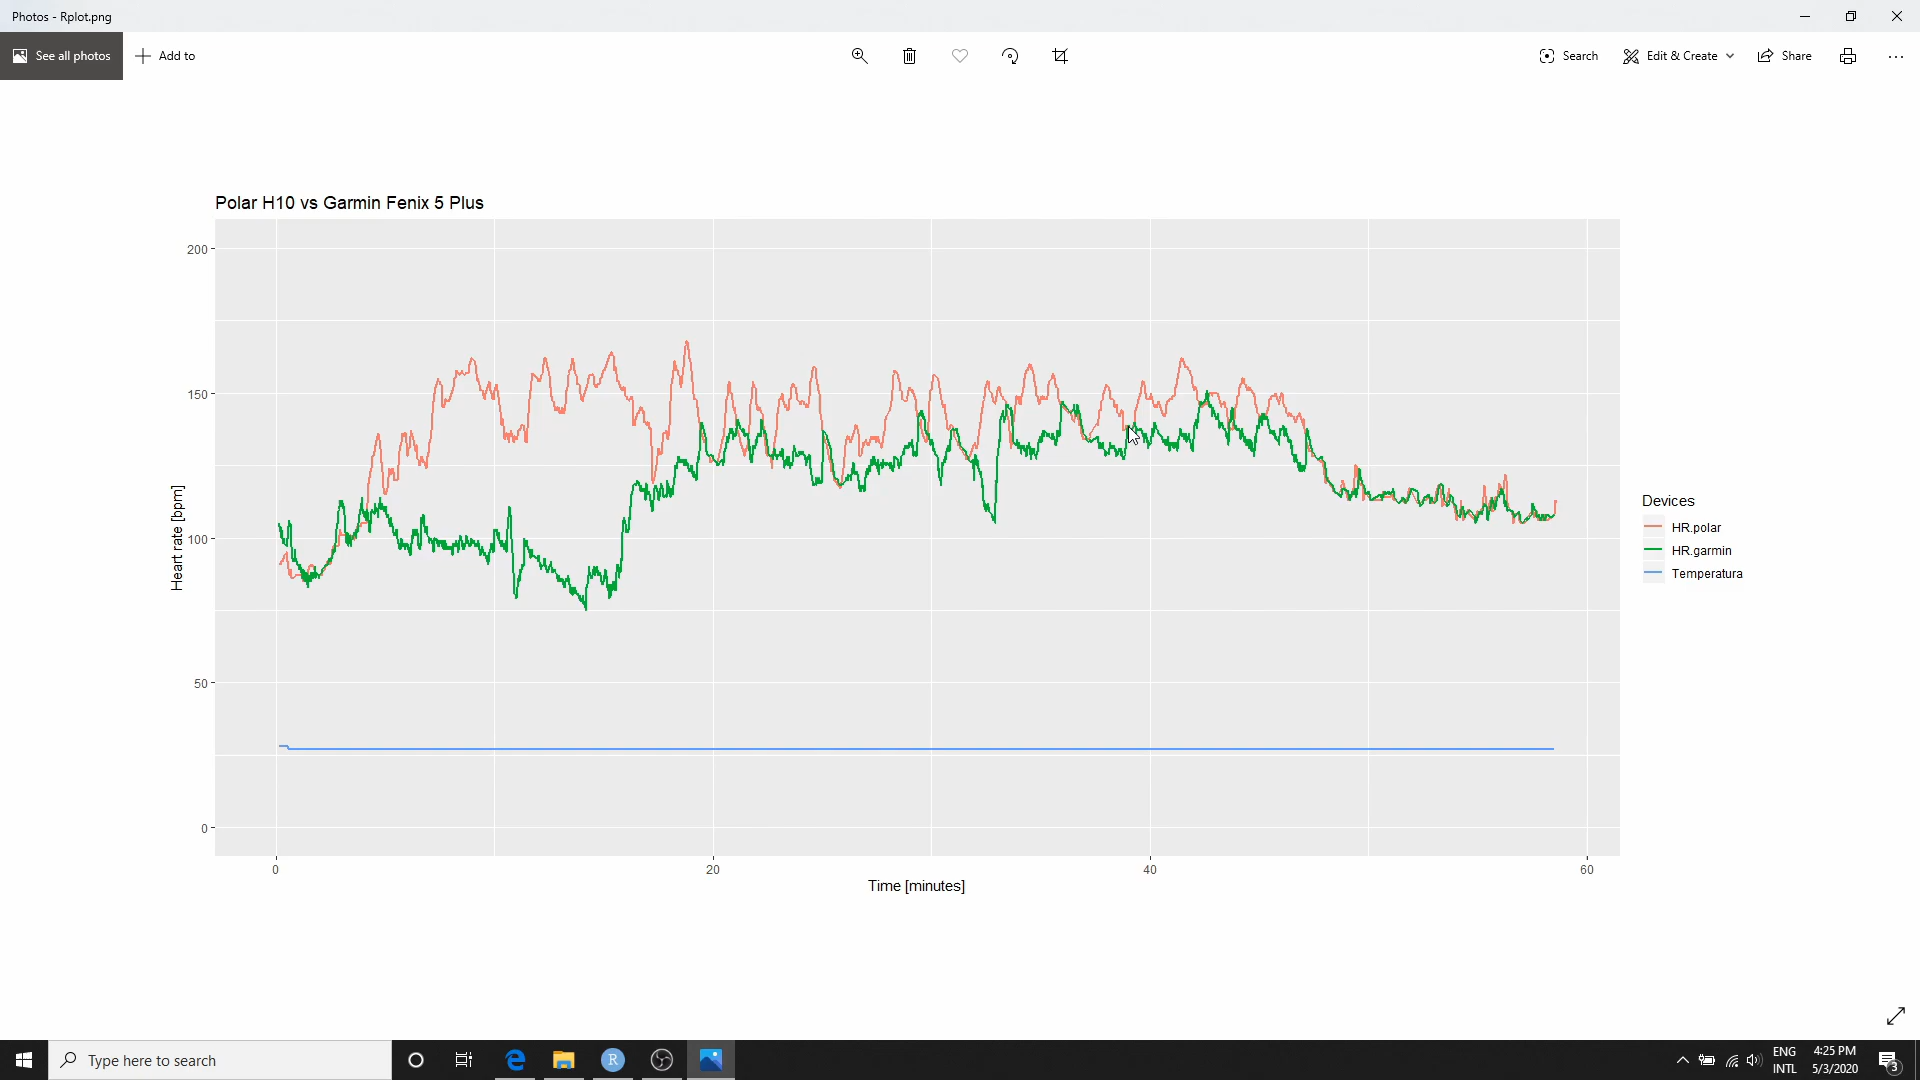 Photos - Rplot.png
See all photos
Add to
Search
Edit & Create
Share
Polar H10 vs Garmin Fenix 5 Plus
200
150
100
50
0
Heart rate [bpm]
0
20
40
60
Time [minutes]
Devices
HR.polar
HR.garmin
Temperatura
Type here to search
R
ENG
INTL
4:25 PM
5/3/2020
3